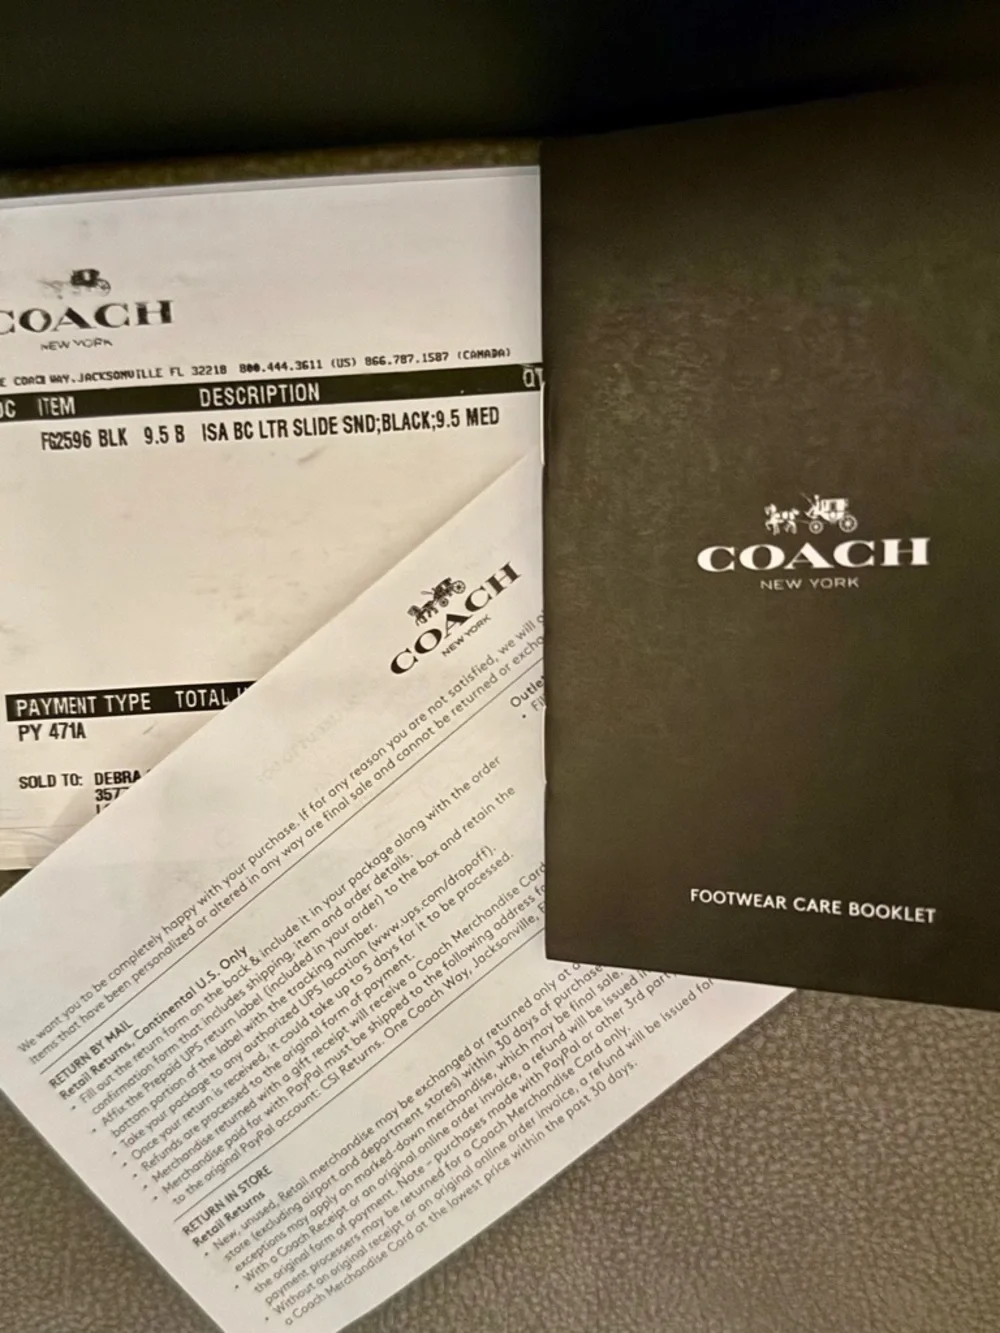 COACH
NEW YORK
COACH WAY, JACKSONVILLE FL 32218 800.444.3611 (US) 866.787.1587 (CANADA)
ITEM DESCRIPTION
FG2596 BLK 9.5 B ISA BC LTR SLIDE SND;BLACK;9.5 MED
PAYMENT TYPE TOTAL
PY 471A
SOLD TO: DEBRA
357
COACH
NEW YORK
We want you to be completely happy with your purchase. If for any reason you are not satisfied, we will
Items that have been personalized or altered in any way are final sale and cannot be returned or
RETURN BY MAIL
Retail Returns, Continental U.S. Only
• Fill out the return form on the back & include it in your package along with the order
confirmation form that includes shipping, item and order details.
• Affix the Prepaid UPS return label (included in your order) to the box and retain the
bottom portion of the label with the tracking number.
• Take your package to any authorized UPS location (www.ups.com/dropoff).
• Once your return is received, it could take up to 5 days for it to be processed.
• Refunds are processed to the original form of payment.
• Merchandise returned with a gift receipt will receive a Coach Merchandise Card
• Merchandise paid for with PayPal must be shipped to the following address
to the original PayPal account: CSI Returns, One Coach Way, Jacksonville,
Outlet
RETURN IN STORE
Retail Returns
• New, unused, Retail merchandise may be exchanged or returned only at
store (excluding airport and department stores) within 30 days of purchase
exceptions may apply on marked-down merchandise, which may be final sale.
• With a Coach Receipt or an original online order invoice, a refund will be issued
the original form of payment. Note - purchases made with PayPal or other 3rd
payment processers may be returned for a Coach Merchandise Card only.
• Without an original receipt or an original online order invoice, a refund will be issued for
a Coach Merchandise Card at the lowest price within the past 30 days.
COACH
NEW YORK
FOOTWEAR CARE BOOKLET